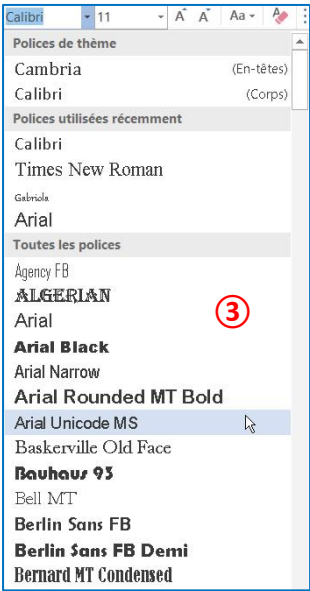 Calibri 11 A A Aa
Polices de thème
Cambria (En-têtes)
Calibri (Corps)
Polices utilisées récemment
Calibri
Times New Roman
Gabriola
Arial
Toutes les polices
Agency FB
ALGERIAN
Arial
Arial Black
Arial Narrow
Arial Rounded MT Bold
Arial Unicode MS
Baskerville Old Face
Bauhaus 93
Bell MT
Berlin Sans FB
Berlin Sans FB Demi
Bernard MT Condensed
③